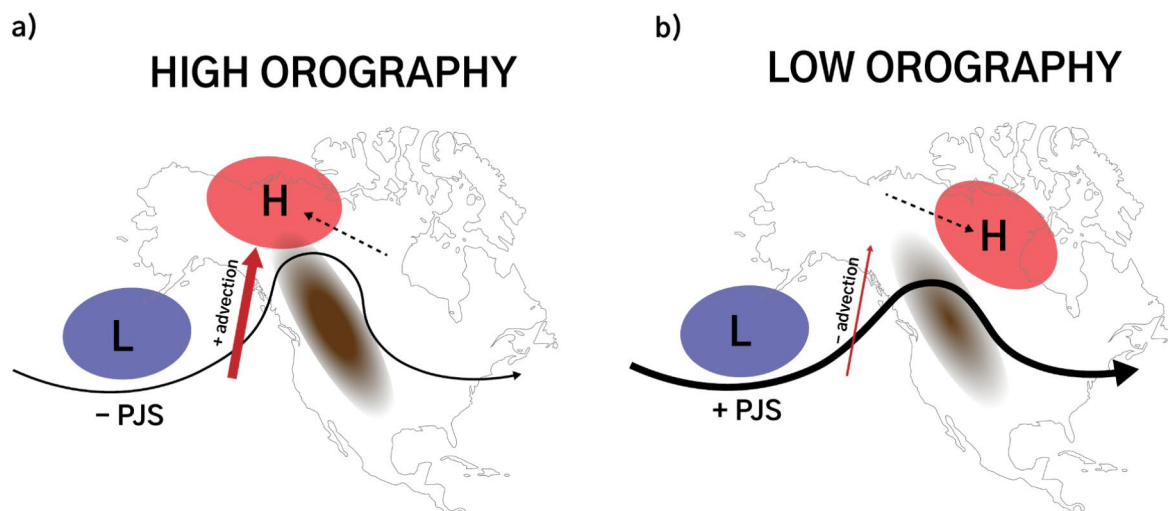 a)
HIGH OROGRAPHY
H
+ advection
L
– PJS
b)
LOW OROGRAPHY
H
– advection
L
+ PJS